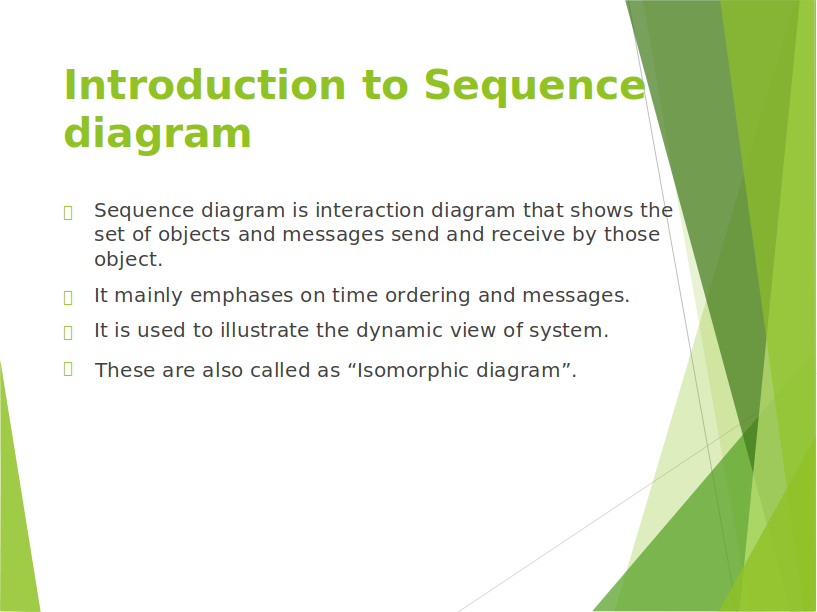 Introduction to Sequence
diagram
Sequence diagram is interaction diagram that shows the
set of objects and messages send and receive by those
object.
It mainly emphases on time ordering and messages.
It is used to illustrate the dynamic view of system.
These are also called as “Isomorphic diagram”.